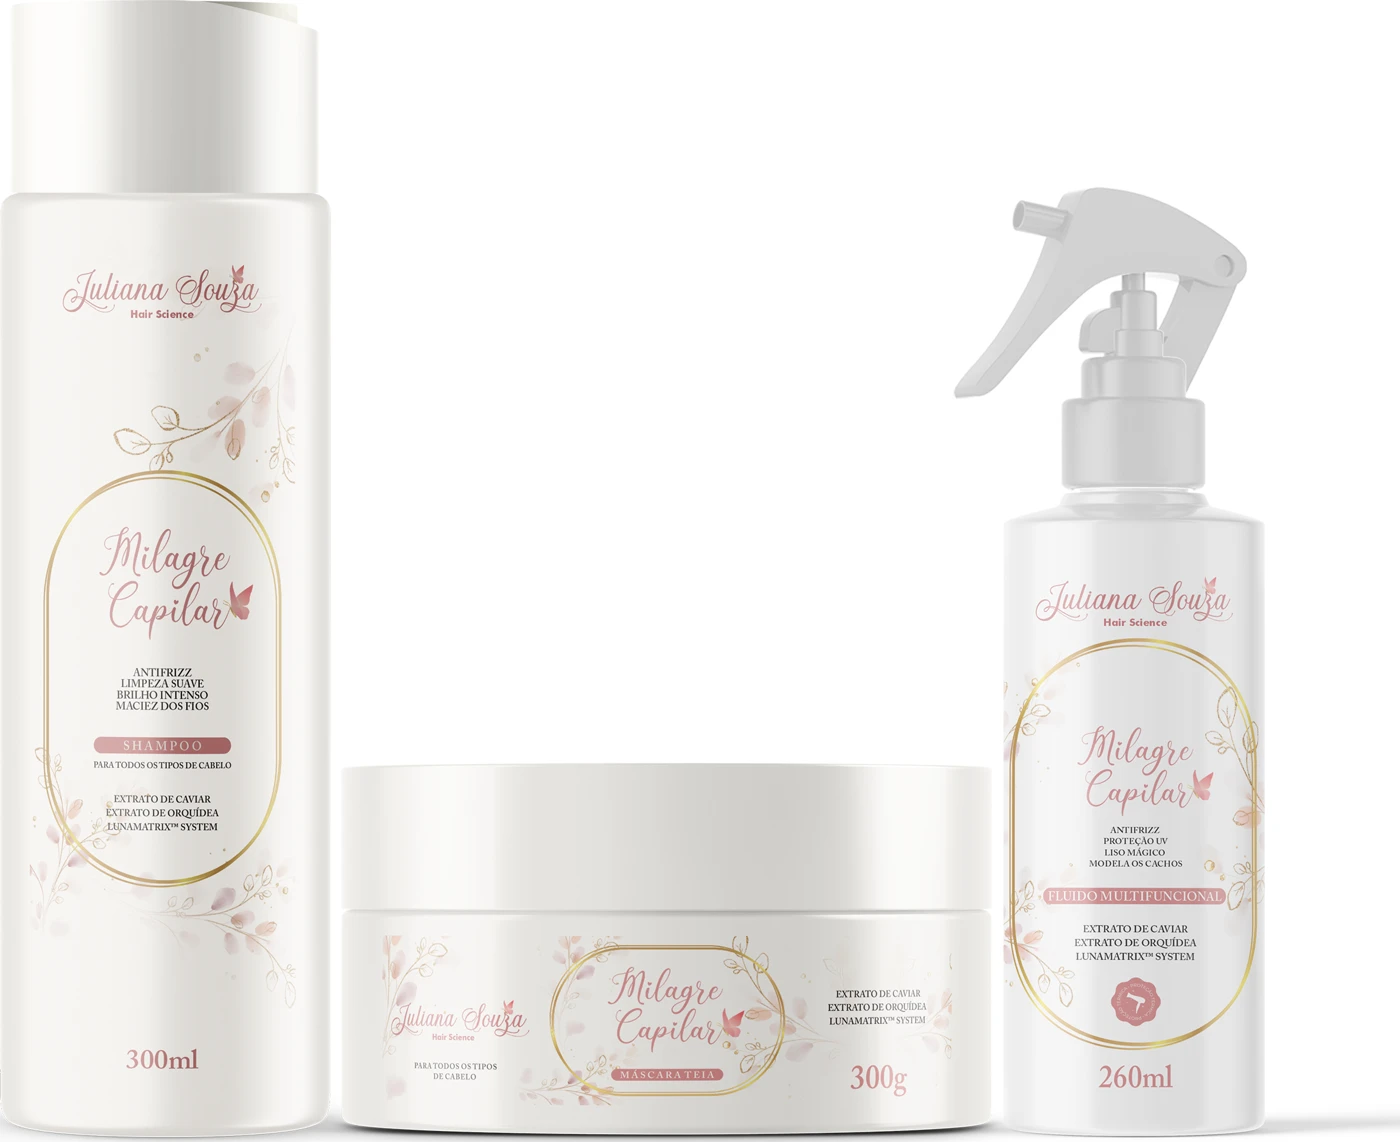 Juliana Souza
Hair Science
Milagre
Capilar
ANTIFRIZZ
LIMPEZA SUAVE
BRILHO INTENSO
MACIEZ DOS FIOS
SHAMPOO
PARA TODOS OS TIPOS DE CABELO
EXTRATO DE CAVIAR
EXTRATO DE ORQUÍDEA
LUNAMATRIX™ SYSTEM
300ml
Juliana Souza
Hair Science
PARA TODOS OS TIPOS
DE CABELO
Milagre
Capilar
MÁSCARA TEIA
EXTRATO DE CAVIAR
EXTRATO DE ORQUÍDEA
LUNAMATRIX™ SYSTEM
300g
Juliana Souza
Hair Science
Milagre
Capilar
ANTIFRIZZ
PROTEÇÃO UV
LISO MÁGICO
MODELA OS CACHOS
FLUIDO MULTIFUNCIONAL
EXTRATO DE CAVIAR
EXTRATO DE ORQUÍDEA
LUNAMATRIX™ SYSTEM
260ml